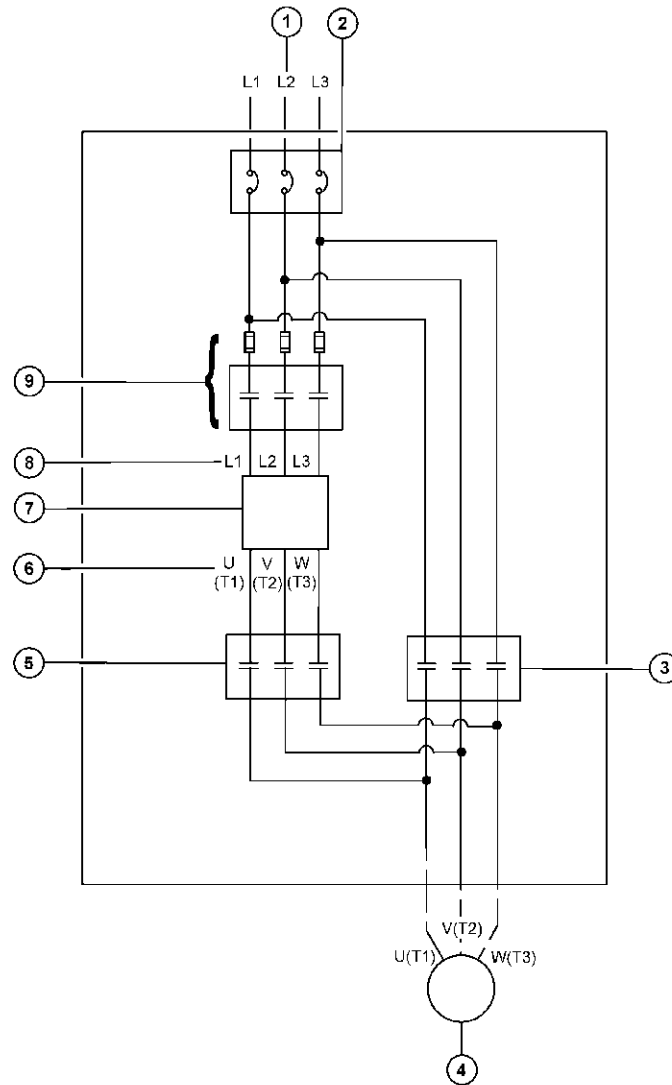 1 2
L1 L2 L3
9
8 L1 L2 L3
7
6 U V W
(T1) (T2) (T3)
5 3
V(T2)
U(T1) W(T3)
4